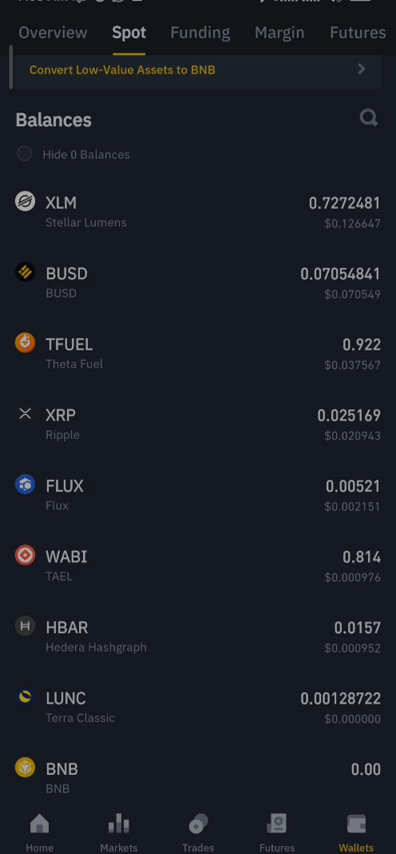 Overview Spot Funding Margin Futures
Convert Low-Value Assets to BNB
Balances
Hide 0 Balances
XLM 0.7272481
Stellar Lumens $0.126647
BUSD 0.07054841
BUSD $0.070549
TFUEL 0.922
Theta Fuel $0.037567
XRP 0.025169
Ripple $0.020943
FLUX 0.00521
Flux $0.002151
WABI 0.814
TAEL $0.000976
HBAR 0.0157
Hedera Hashgraph $0.000952
LUNC 0.00128722
Terra Classic $0.000000
BNB 0.00
BNB
Home Markets Trades Futures Wallets